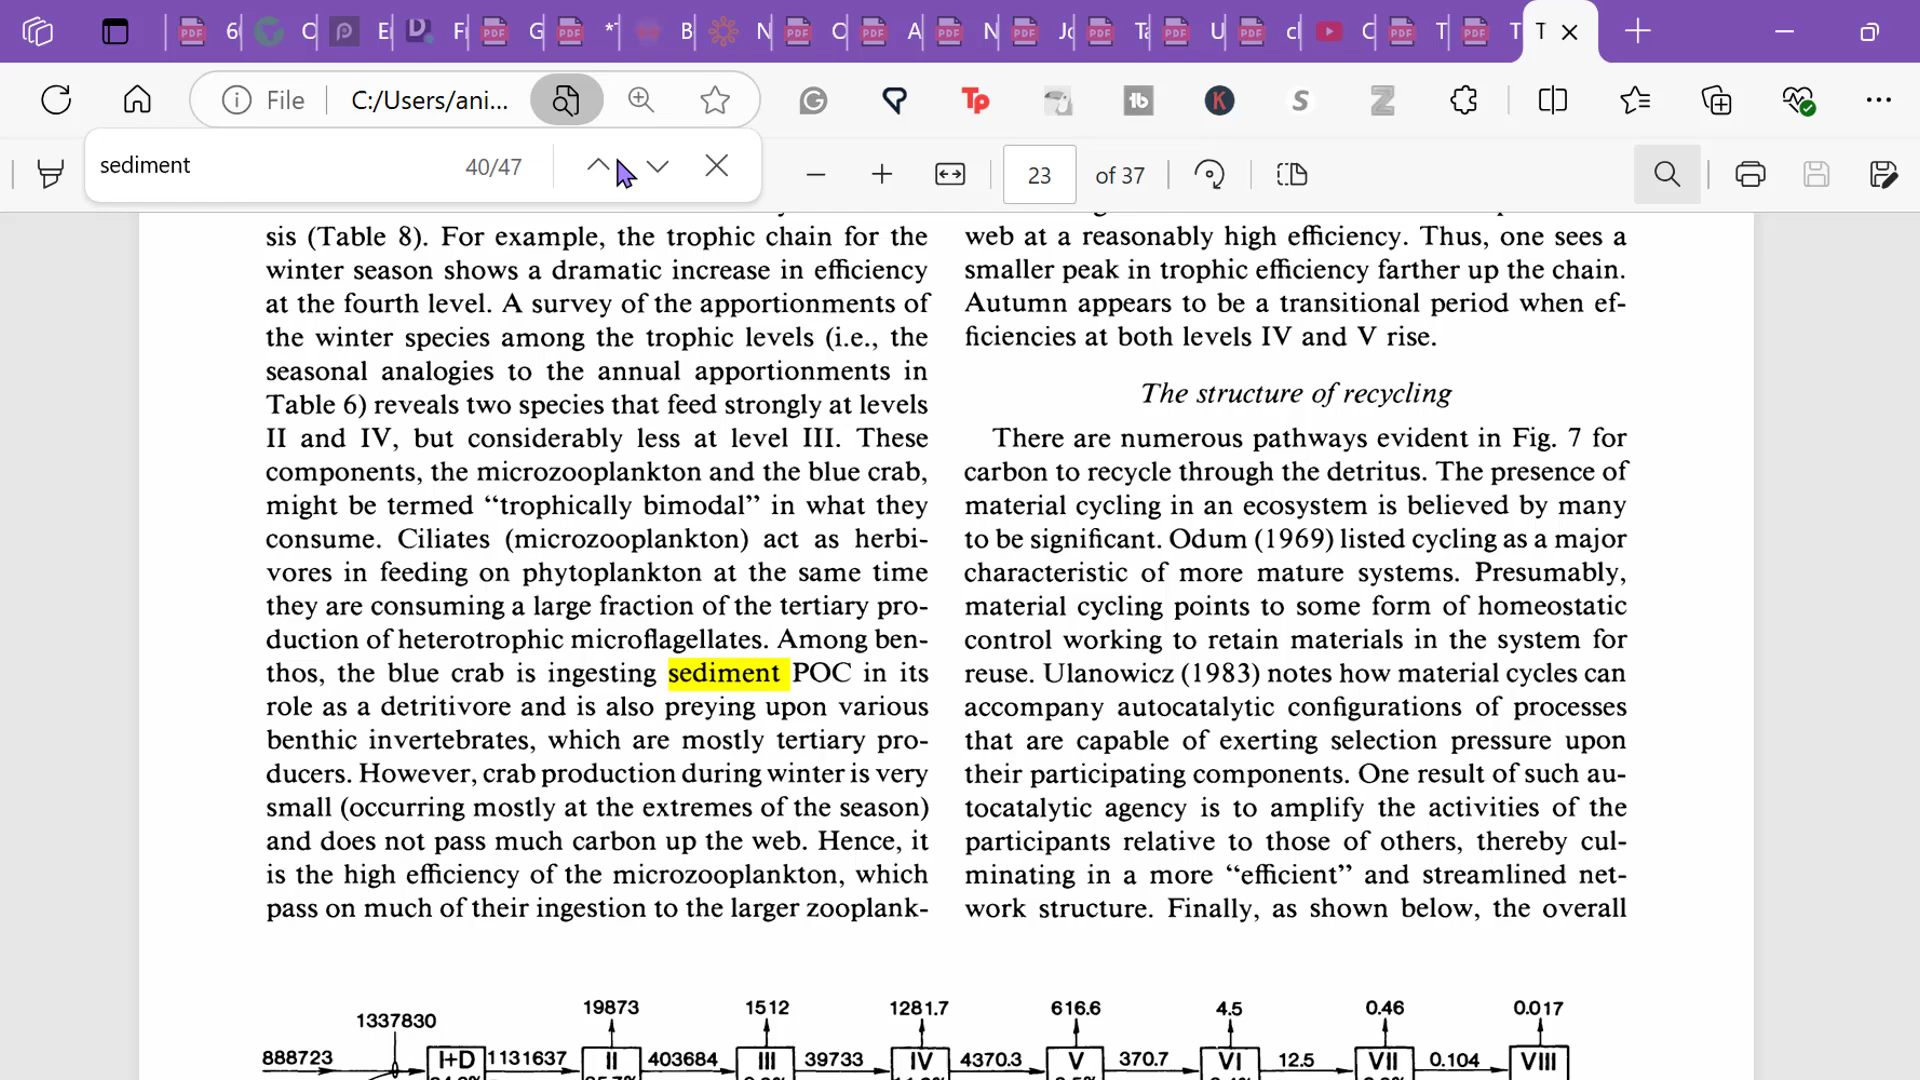 6
C
E
F
G
*
B
N
C
A
N
Jc
Ta
U
cl
C
T
T
T
File
C:/Users/ani...
Tp
tb
K
S
Z
sediment
40/47
23
of 37
sis (Table 8). For example, the trophic chain for the
winter season shows a dramatic increase in efficiency
at the fourth level. A survey of the apportionments of
the winter species among the trophic levels (i.e., the
seasonal analogies to the annual apportionments in
Table 6) reveals two species that feed strongly at levels
II and IV, but considerably less at level III. These
components, the microzooplankton and the blue crab,
might be termed “trophically bimodal” in what they
consume. Ciliates (microzooplankton) act as herbi-
vores in feeding on phytoplankton at the same time
they are consuming a large fraction of the tertiary pro-
duction of heterotrophic microflagellates. Among ben-
thos, the blue crab is ingesting sediment POC in its
role as a detritivore and is also preying upon various
benthic invertebrates, which are mostly tertiary pro-
ducers. However, crab production during winter is very
small (occurring mostly at the extremes of the season)
and does not pass much carbon up the web. Hence, it
is the high efficiency of the microzooplankton, which
pass on much of their ingestion to the larger zooplank-
web at a reasonably high efficiency. Thus, one sees a
smaller peak in trophic efficiency farther up the chain.
Autumn appears to be a transitional period when ef-
ficiencies at both levels IV and V rise.
The structure of recycling
There are numerous pathways evident in Fig. 7 for
carbon to recycle through the detritus. The presence of
material cycling in an ecosystem is believed by many
to be significant. Odum (1969) listed cycling as a major
characteristic of more mature systems. Presumably,
material cycling points to some form of homeostatic
control working to retain materials in the system for
reuse. Ulanowicz (1983) notes how material cycles can
accompany autocatalytic configurations of processes
that are capable of exerting selection pressure upon
their participating components. One result of such au-
tocatalytic agency is to amplify the activities of the
participants relative to those of others, thereby cul-
minating in a more “efficient” and streamlined net-
work structure. Finally, as shown below, the overall
1337830 19873 1512 1281.7 616.6 4.5 0.46 0.017
888723 I+D 1131637 II 403684 III 39733 IV 4370.3 V 370.7 VI 12.5 VII 0.104 VIII